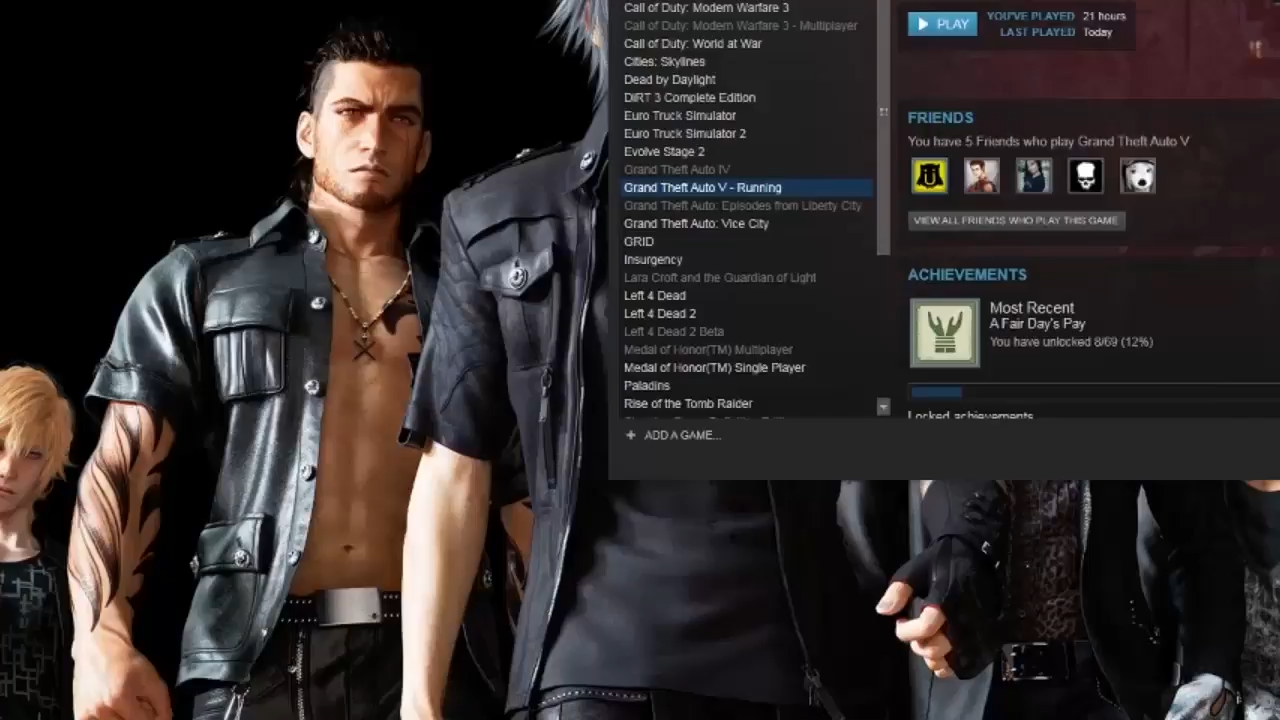 Call of Duty: Modern Warfare 3
Call of Duty: Modern Warfare 3 - Multiplayer
Call of Duty: World at War
Cities: Skylines
Dead by Daylight
DiRT 3 Complete Edition
Euro Truck Simulator
Euro Truck Simulator 2
Evolve Stage 2
Grand Theft Auto IV
Grand Theft Auto V - Running
Grand Theft Auto: Episodes from Liberty City
Grand Theft Auto: Vice City
GRID
Insurgency
Lara Croft and the Guardian of Light
Left 4 Dead
Left 4 Dead 2
Left 4 Dead 2 Beta
Medal of Honor(TM) Multiplayer
Medal of Honor(TM) Single Player
Paladins
Rise of the Tomb Raider
+ ADD A GAME...
PLAY
YOU'VE PLAYED 21 hours
LAST PLAYED Today
FRIENDS
You have 5 Friends who play Grand Theft Auto V
VIEW ALL FRIENDS WHO PLAY THIS GAME
ACHIEVEMENTS
Most Recent
A Fair Day's Pay
You have unlocked 8/69 (12%)
Locked achievements